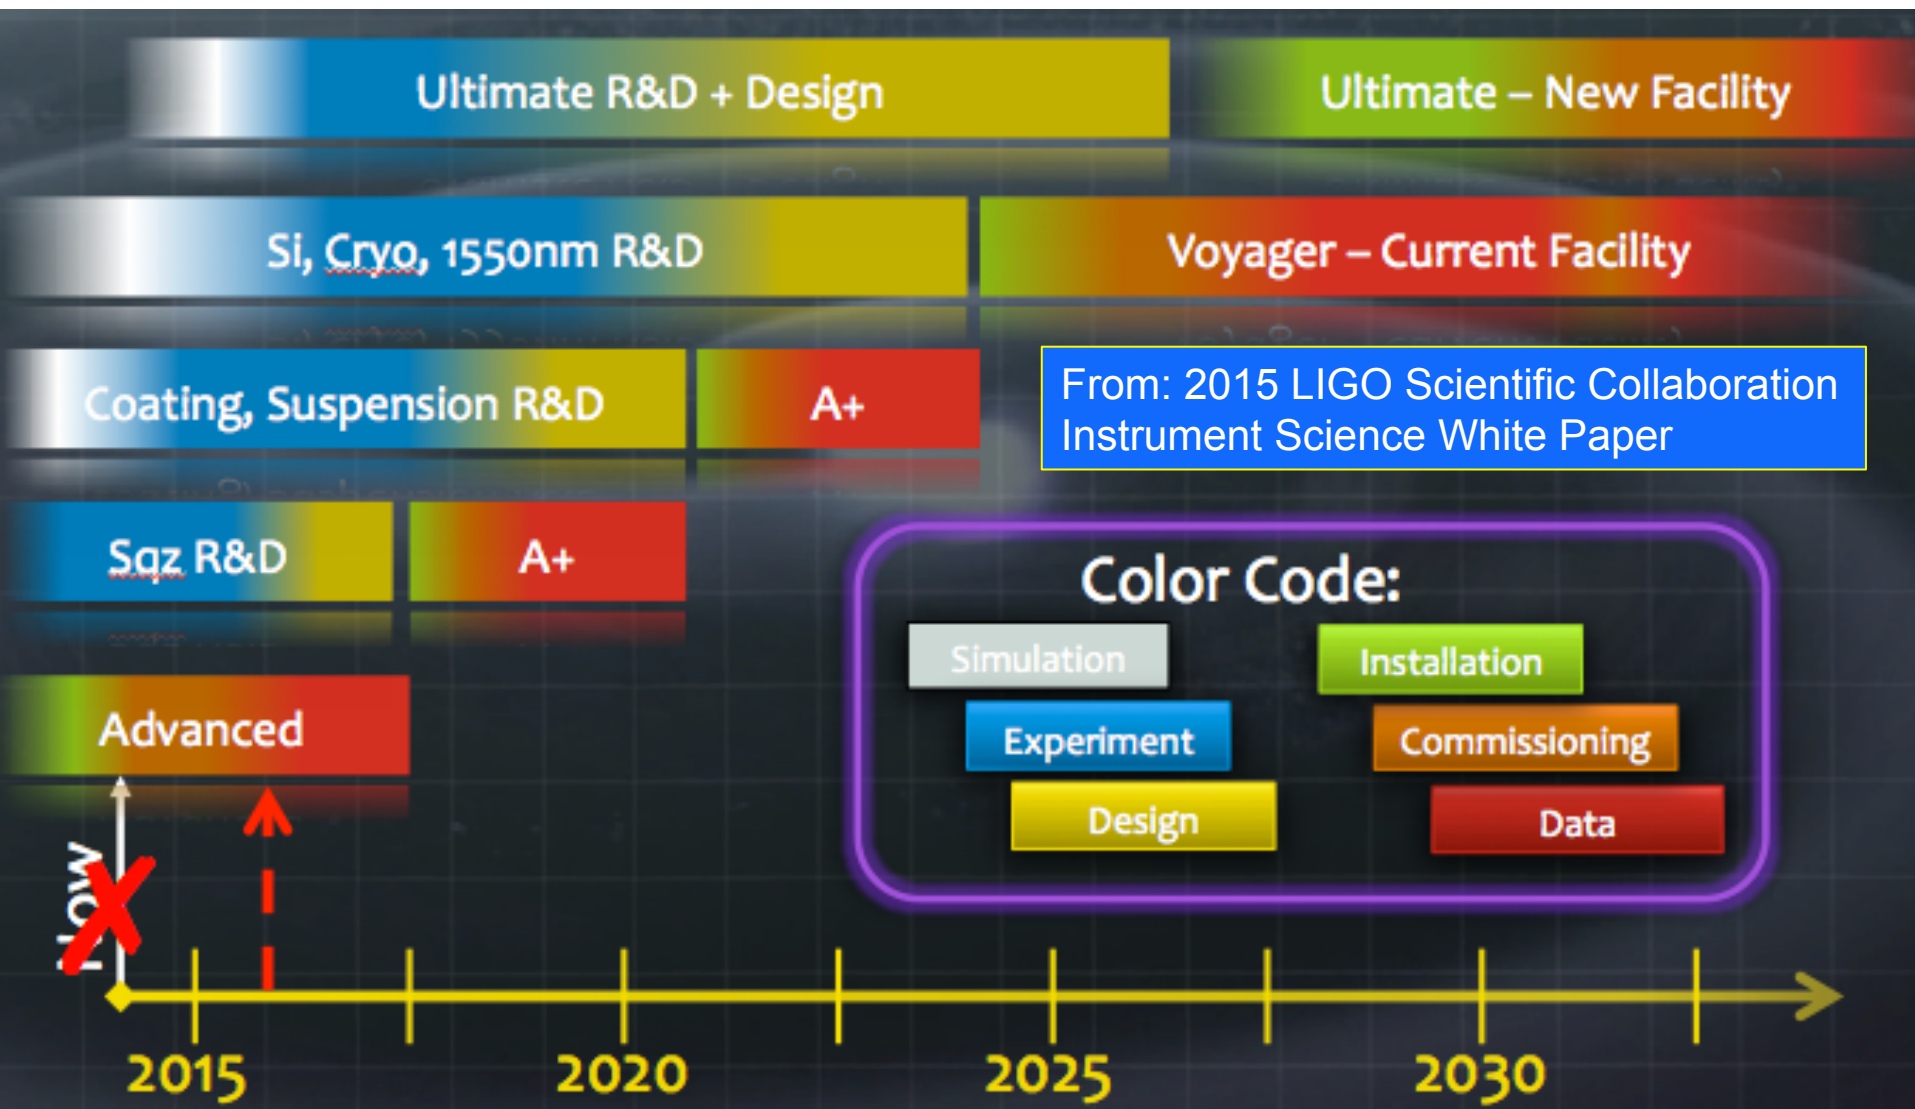 Ultimate R&D + Design
Ultimate – New Facility
Si, Cryo, 1550nm R&D
Voyager – Current Facility
Coating, Suspension R&D
A+
From: 2015 LIGO Scientific Collaboration
Instrument Science White Paper
Sqz R&D
A+
Color Code:
Simulation
Installation
Experiment
Commissioning
Design
Data
Advanced
Now
2015
2020
2025
2030